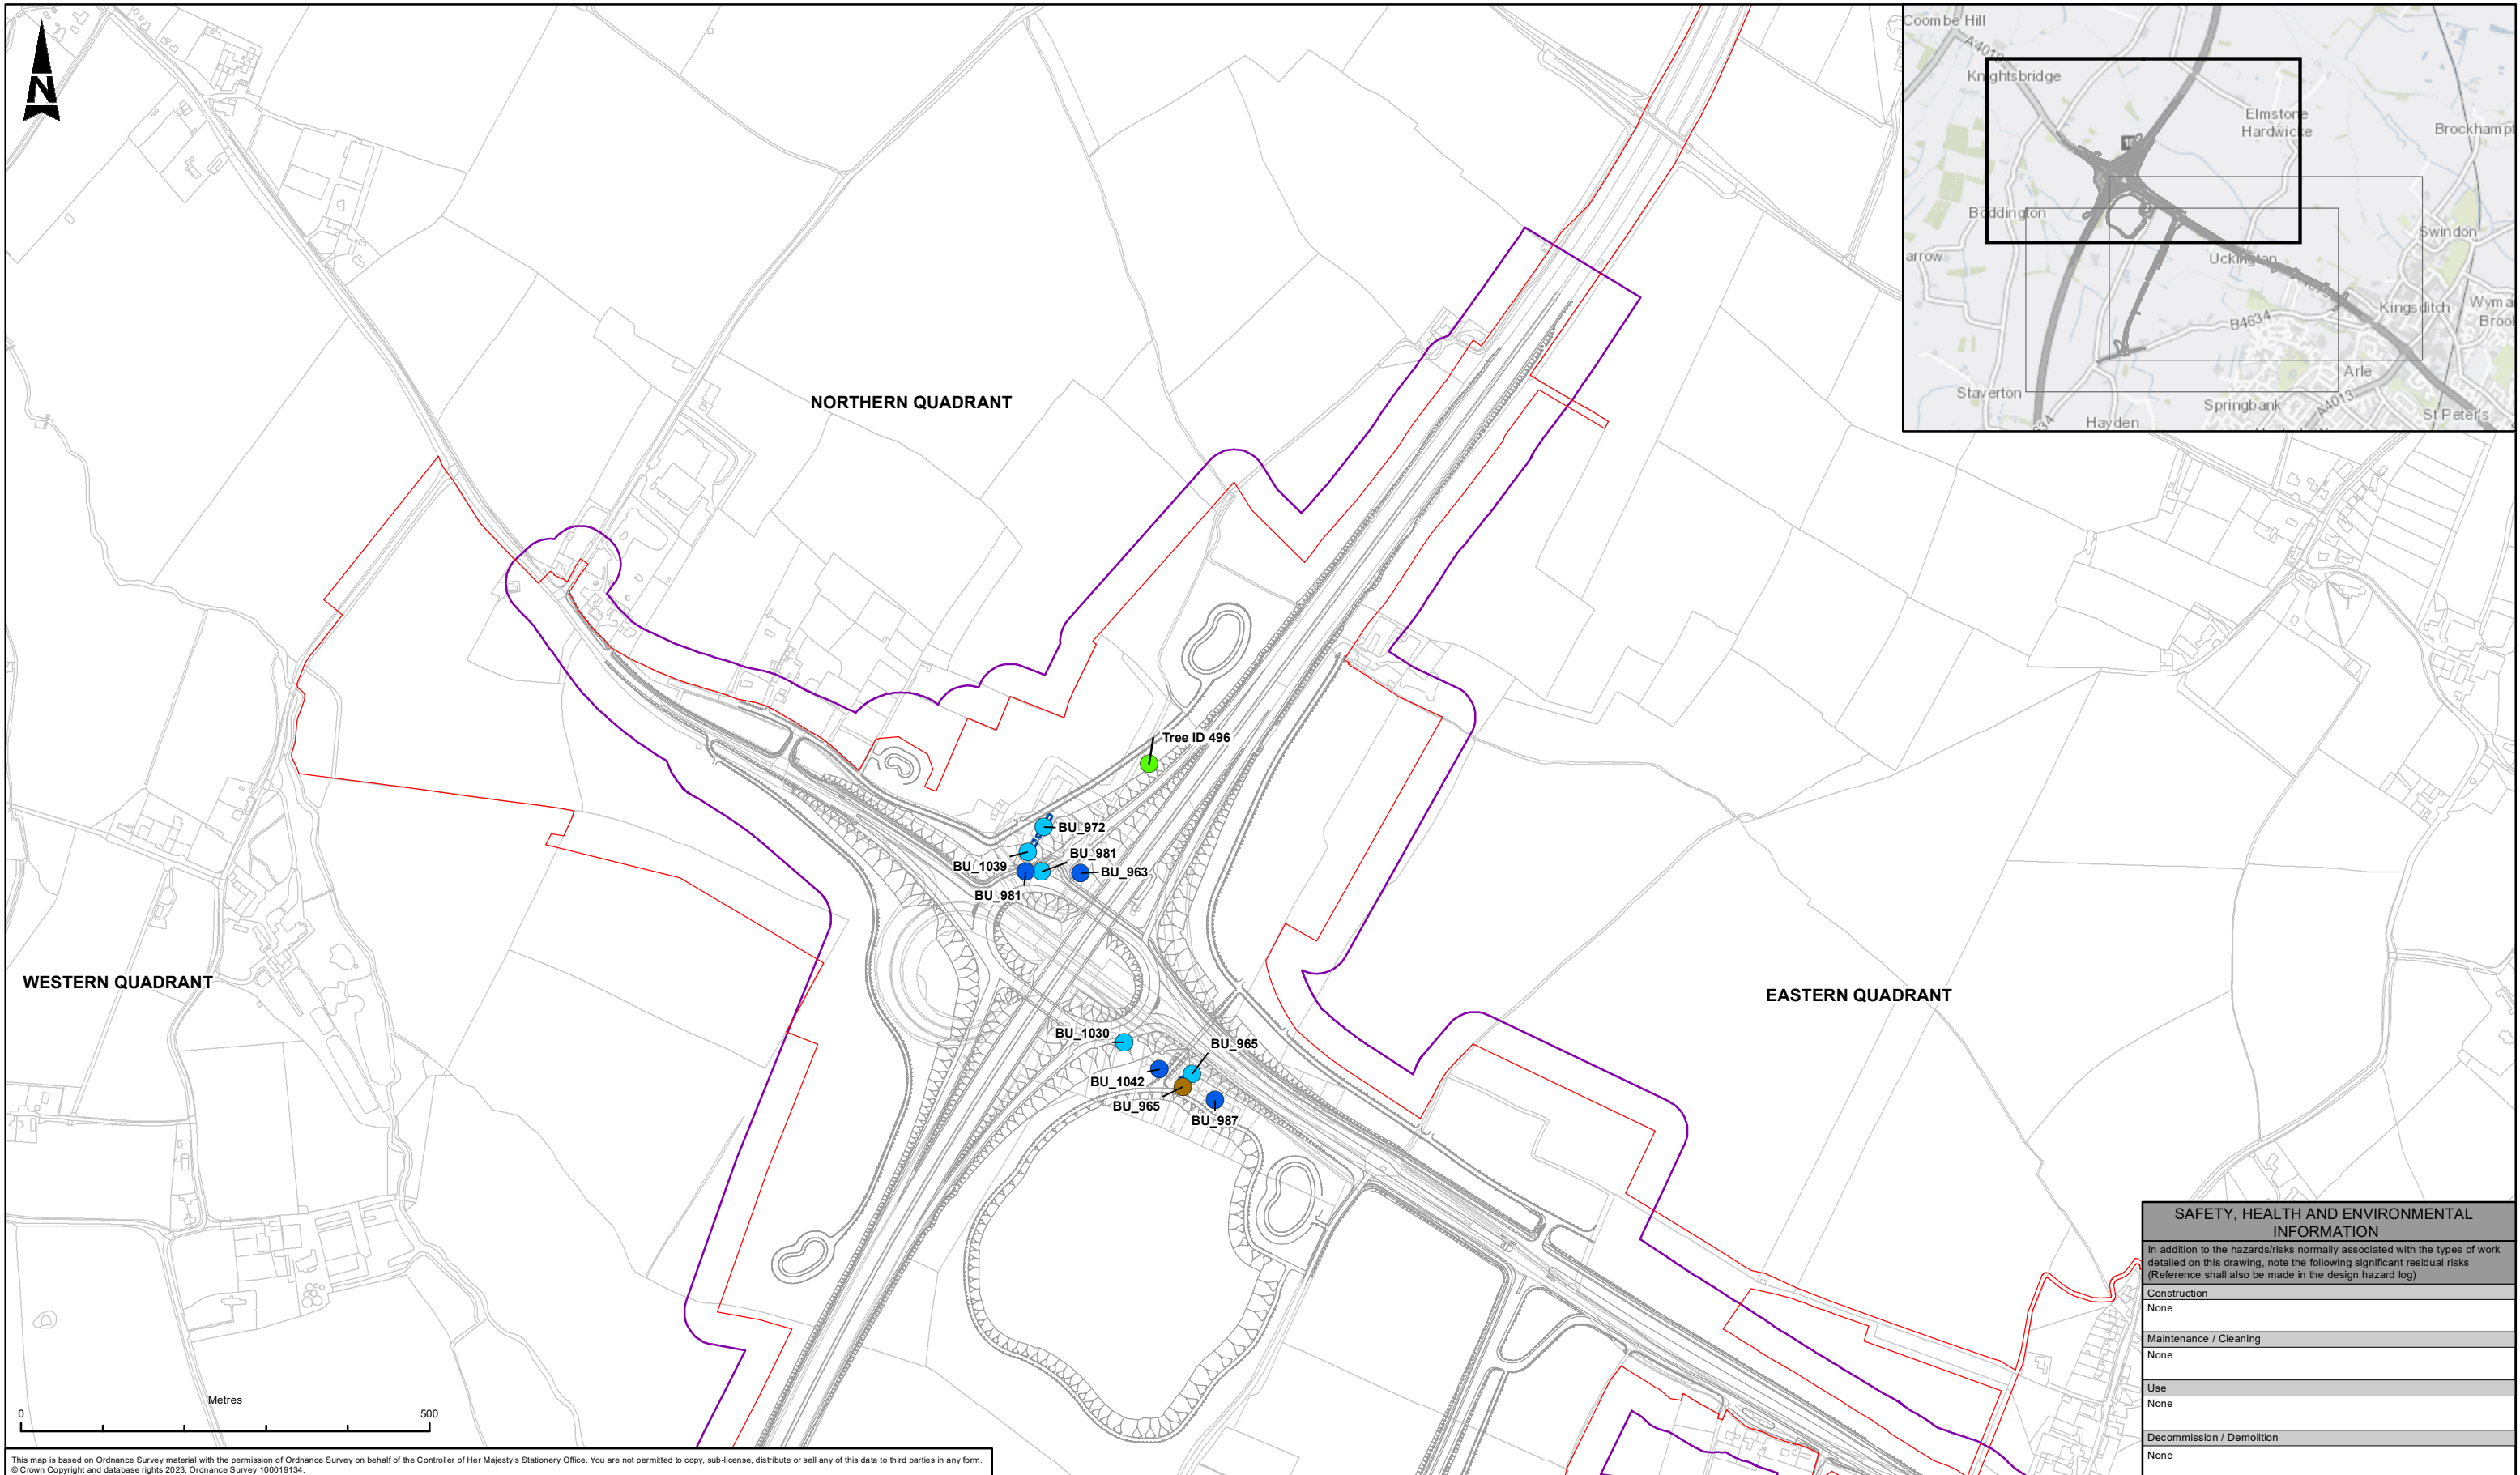 N
NORTHERN QUADRANT
WESTERN QUADRANT
EASTERN QUADRANT
Tree ID 496
BU_972
BU_1039
BU_981
BU_963
BU_981
BU_1030
BU_965
BU_1042
BU_965
BU_987
Coombe Hill
A4019
Knightsbridge
Elmstone
Hardwicke
Brockhampt
10
Boddington
Swindon
arrow
Uckington
Kingsditch
Wyma
Brook
B4634
Arle
Staverton
Springbank
A4013
St Peter's
Hayden
SAFETY, HEALTH AND ENVIRONMENTAL
INFORMATION
In addition to the hazards/risks normally associated with the types of work
detailed on this drawing, note the following significant residual risks
(Reference shall also be made in the design hazard log)
Construction
None
Maintenance / Cleaning
None
Use
None
Decommission / Demolition
None
Metres
0
500
This map is based on Ordnance Survey material with the permission of Ordnance Survey on behalf of the Controller of Her Majesty's Stationery Office. You are not permitted to copy, sub-license, distribute or sell any of this data to third parties in any form.
© Crown Copyright and database rights 2023, Ordnance Survey 100019134.